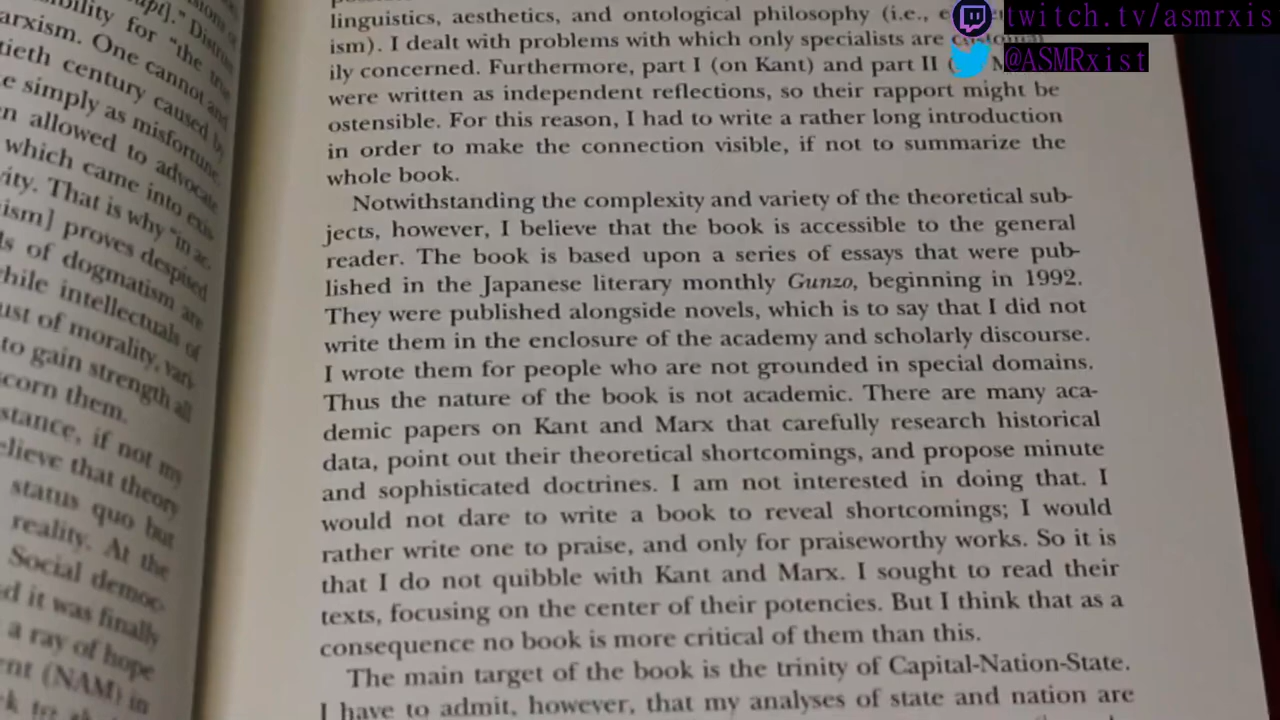 twitch.tv/asmrxis
@ASMRxist
linguistics, aesthetics, and ontological philosophy (i.e.,
ism). I dealt with problems with which only specialists are
ily concerned. Furthermore, part I (on Kant) and part II
were written as independent reflections, so their rapport might be
ostensible. For this reason, I had to write a rather long introduction
in order to make the connection visible, if not to summarize the
whole book.
Notwithstanding the complexity and variety of the theoretical sub-
jects, however, I believe that the book is accessible to the general
reader. The book is based upon a series of essays that were pub-
lished in the Japanese literary monthly Gunzo, beginning in 1992.
They were published alongside novels, which is to say that I did not
write them in the enclosure of the academy and scholarly discourse.
I wrote them for people who are not grounded in special domains.
Thus the nature of the book is not academic. There are many aca-
demic papers on Kant and Marx that carefully research historical
data, point out their theoretical shortcomings, and propose minute
and sophisticated doctrines. I am not interested in doing that. I
would not dare to write a book to reveal shortcomings; I would
rather write one to praise, and only for praiseworthy works. So it is
that I do not quibble with Kant and Marx. I sought to read their
texts, focusing on the center of their potencies. But I think that as a
consequence no book is more critical of them than this.
The main target of the book is the trinity of Capital-Nation-State.
I have to admit, however, that my analyses of state and nation are
bility for "the true
arxism. One cannot and
tieth century caused by
e simply as misfortune.
n allowed to advocate
which came into exis-
vity. That is why "in ac-
ism] proves despised
ls of dogmatism are
while intellectuals of
ust of morality, vari-
to gain strength all
corn them.
stance, if not my
elieve that theory
status quo but
reality. At the
Social democ-
d it was finally
a ray of hope
ent (NAM) in